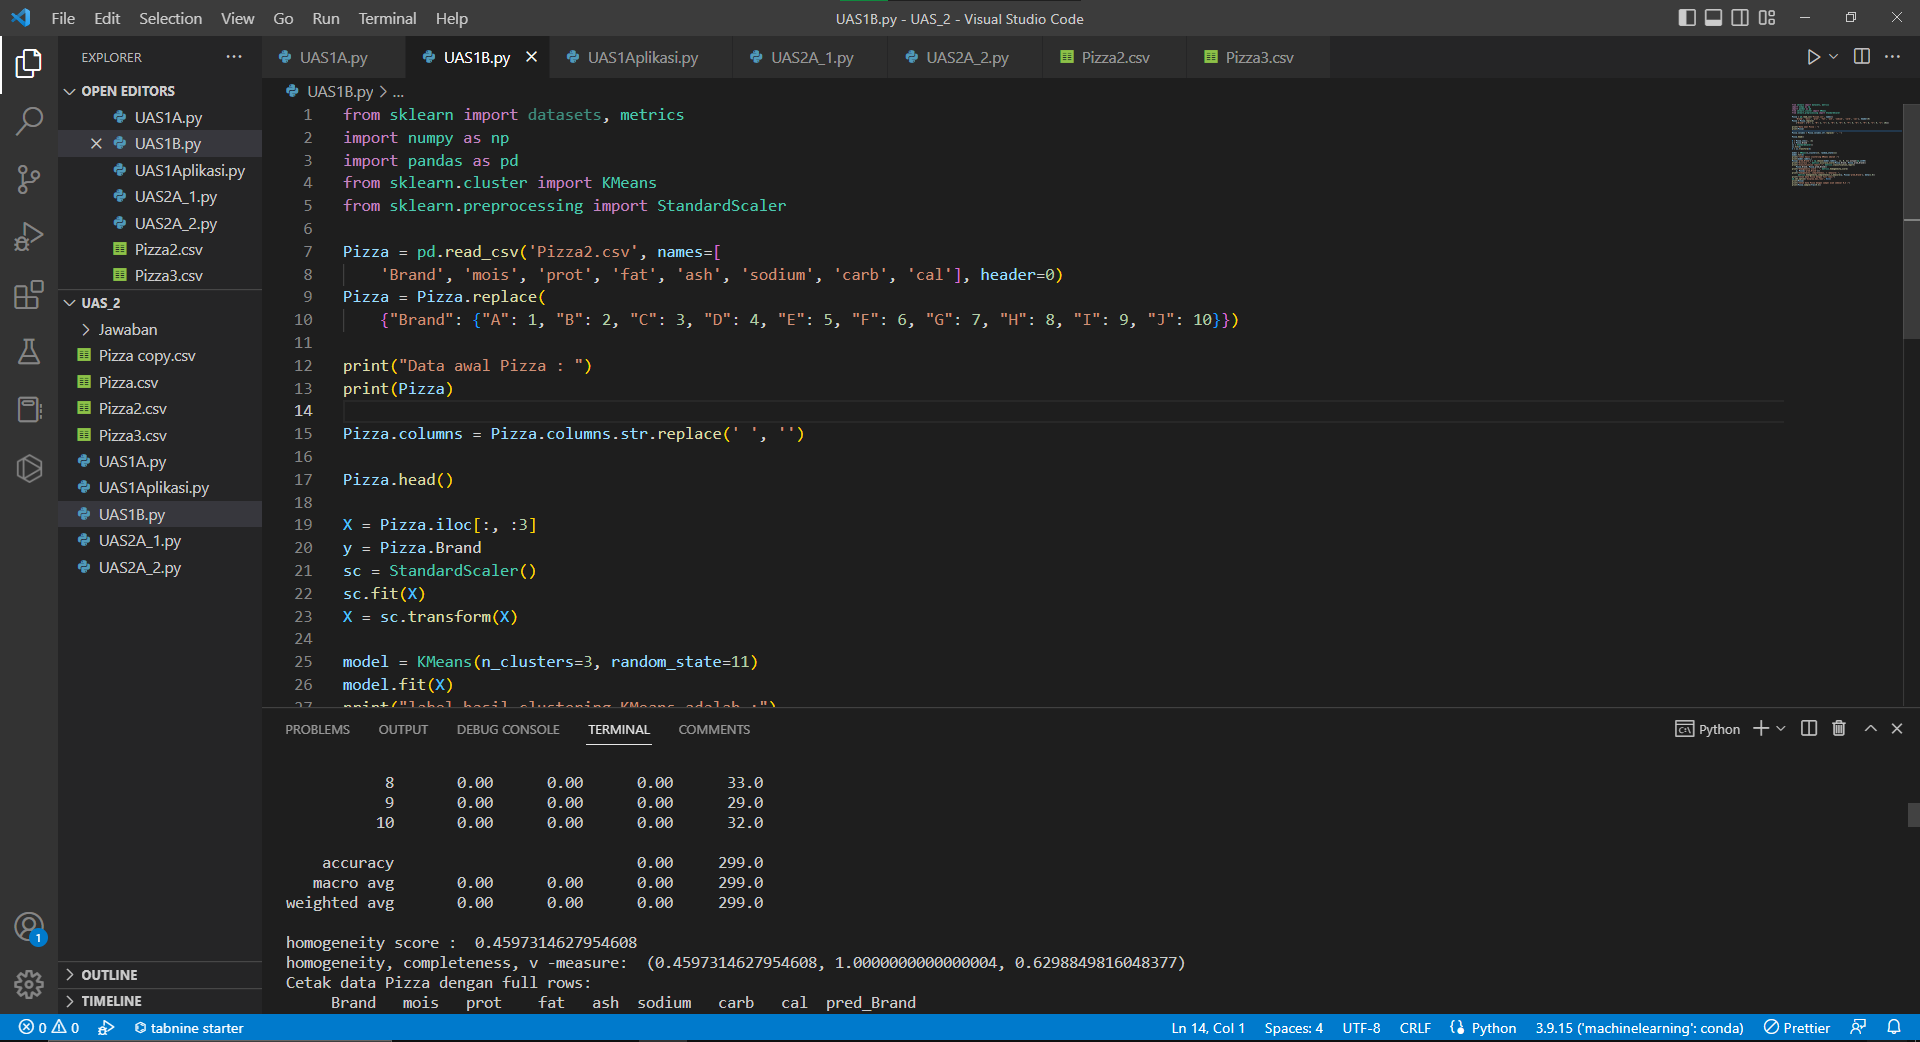 File Edit Selection View Go Run Terminal Help
UAS1B.py - UAS_2 - Visual Studio Code
EXPLORER
UAS1A.py
UAS1B.py
UAS1Aplikasi.py
UAS2A_1.py
UAS2A_2.py
Pizza2.csv
Pizza3.csv
OPEN EDITORS
UAS1A.py
UAS1B.py
UAS1Aplikasi.py
UAS2A_1.py
UAS2A_2.py
Pizza2.csv
Pizza3.csv
UAS_2
Jawaban
Pizza copy.csv
Pizza.csv
Pizza2.csv
Pizza3.csv
UAS1A.py
UAS1Aplikasi.py
UAS1B.py
UAS2A_1.py
UAS2A_2.py
OUTLINE
TIMELINE
UAS1B.py > ...
1 from sklearn import datasets, metrics
2 import numpy as np
3 import pandas as pd
4 from sklearn.cluster import KMeans
5 from sklearn.preprocessing import StandardScaler
6
7 Pizza = pd.read_csv('Pizza2.csv', names=[
8 'Brand', 'mois', 'prot', 'fat', 'ash', 'sodium', 'carb', 'cal'], header=0)
9 Pizza = Pizza.replace(
10 {"Brand": {"A": 1, "B": 2, "C": 3, "D": 4, "E": 5, "F": 6, "G": 7, "H": 8, "I": 9, "J": 10}})
11
12 print("Data awal Pizza : ")
13 print(Pizza)
14
15 Pizza.columns = Pizza.columns.str.replace(' ', '')
16
17 Pizza.head()
18
19 X = Pizza.iloc[:, :3]
20 y = Pizza.Brand
21 sc = StandardScaler()
22 sc.fit(X)
23 X = sc.transform(X)
24
25 model = KMeans(n_clusters=3, random_state=11)
26 model.fit(X)
27 print("label hasil clustering KMeans adalah :")
PROBLEMS OUTPUT DEBUG CONSOLE TERMINAL COMMENTS
Python
8 0.00 0.00 0.00 33.0
9 0.00 0.00 0.00 29.0
10 0.00 0.00 0.00 32.0
accuracy 0.00 299.0
macro avg 0.00 0.00 0.00 299.0
weighted avg 0.00 0.00 0.00 299.0
homogeneity score :  0.4597314627954608
homogeneity, completeness, v -measure:  (0.4597314627954608, 1.0000000000000004, 0.6298849816048377)
Cetak data Pizza dengan full rows:
Brand mois prot fat ash sodium carb cal pred_Brand
1
0 0 tabnine starter
Ln 14, Col 1 Spaces: 4 UTF-8 CRLF Python 3.9.15 ('machinelearning': conda) Prettier